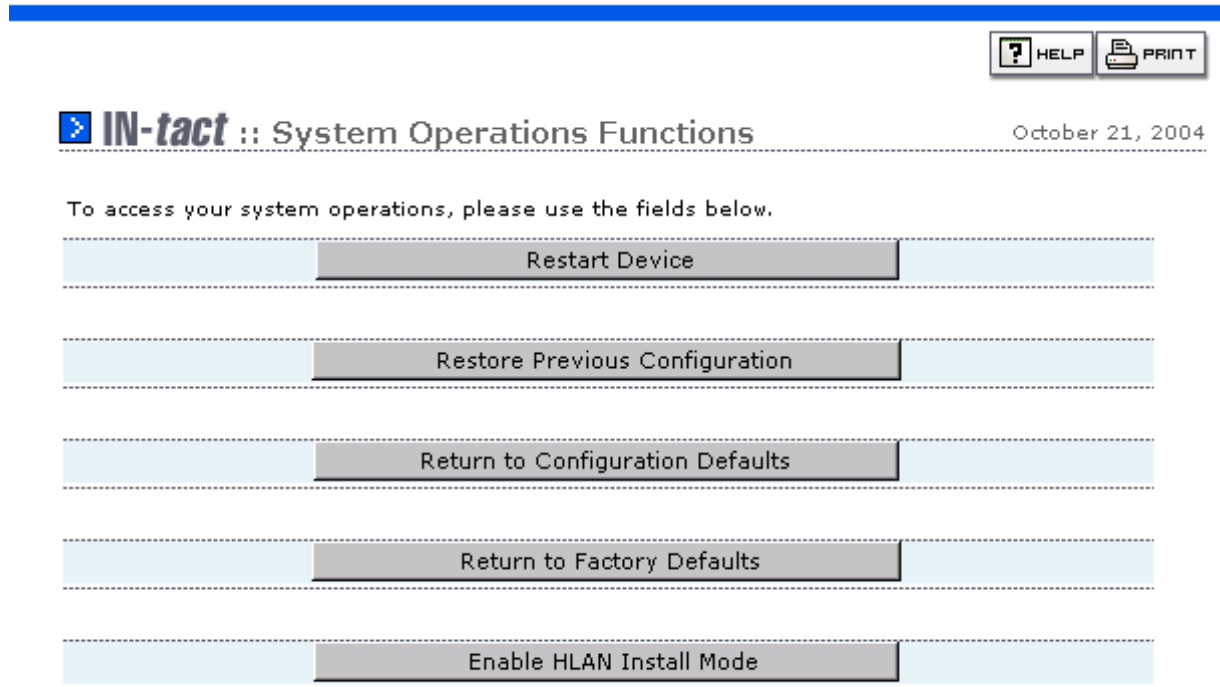 HELP PRINT
IN-tact :: System Operations Functions October 21, 2004
To access your system operations, please use the fields below.
Restart Device
Restore Previous Configuration
Return to Configuration Defaults
Return to Factory Defaults
Enable HLAN Install Mode